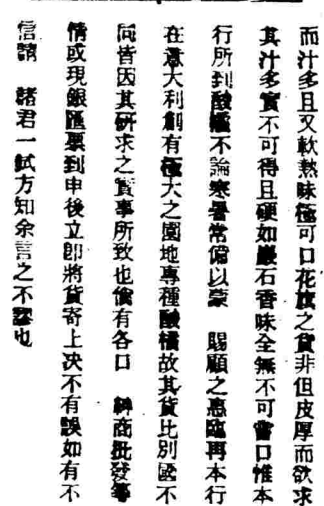 而汁多且又軟熟味極可口花旗之貨非但皮厚而欲求
其汁多實不可得且硬如巖石香味全無不可嘗口惟本
行所到酸橘不論寒暑常備以蒙　賜顧之惠臨再本行
在意大利創有極大之園地專種酸橘故其貨比別國不
同皆因其研求之實事所致也倘有各口　紳商批發等
情或現銀匯票到申後立即將貨寄上决不有誤如有不
信請　諸君一試方知余言之不謬也